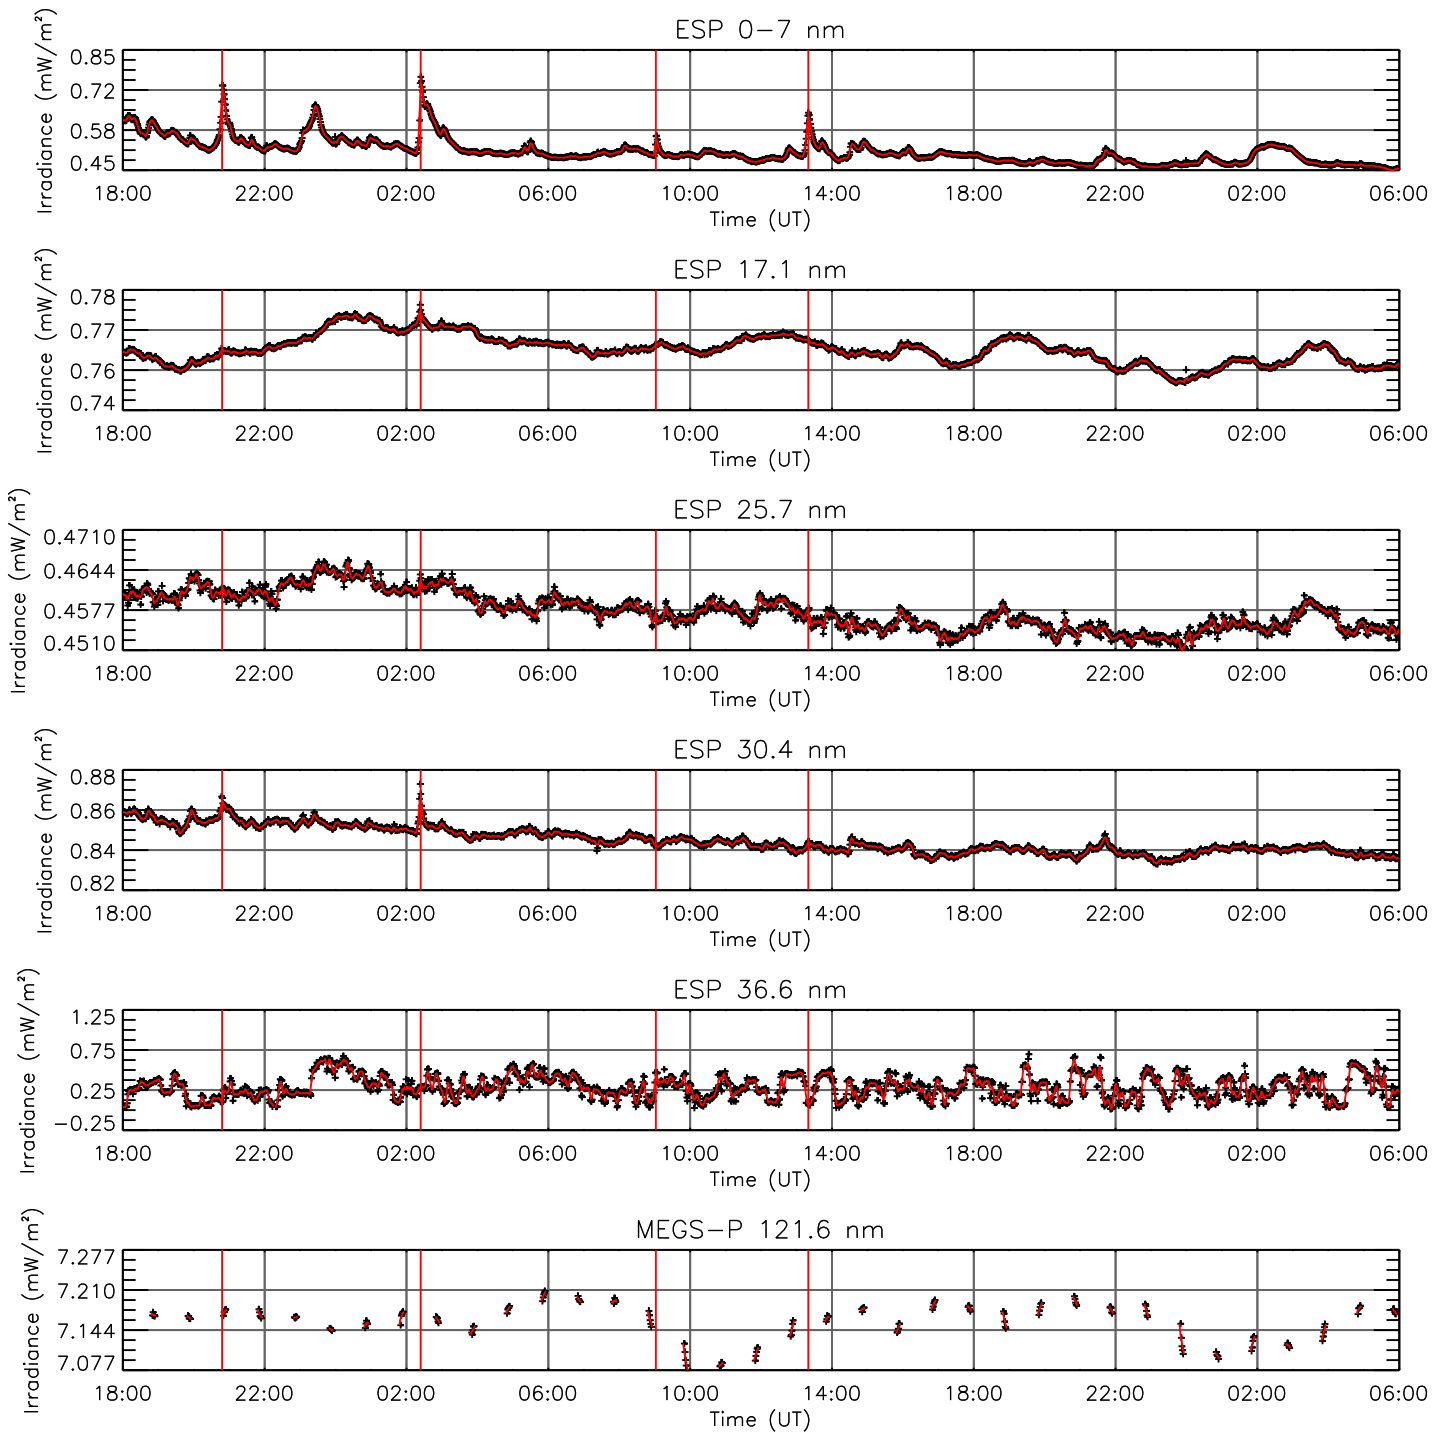 ESP 0-7 nm
Irradiance (mW/m²)
0.85
0.72
0.58
0.45
18:00 22:00 02:00 06:00 10:00 14:00 18:00 22:00 02:00 06:00
Time (UT)
ESP 17.1 nm
Irradiance (mW/m²)
0.78
0.77
0.76
0.74
18:00 22:00 02:00 06:00 10:00 14:00 18:00 22:00 02:00 06:00
Time (UT)
ESP 25.7 nm
Irradiance (mW/m²)
0.4710
0.4644
0.4577
0.4510
18:00 22:00 02:00 06:00 10:00 14:00 18:00 22:00 02:00 06:00
Time (UT)
ESP 30.4 nm
Irradiance (mW/m²)
0.88
0.86
0.84
0.82
18:00 22:00 02:00 06:00 10:00 14:00 18:00 22:00 02:00 06:00
Time (UT)
ESP 36.6 nm
Irradiance (mW/m²)
1.25
0.75
0.25
-0.25
18:00 22:00 02:00 06:00 10:00 14:00 18:00 22:00 02:00 06:00
Time (UT)
MEGS-P 121.6 nm
Irradiance (mW/m²)
7.277
7.210
7.144
7.077
18:00 22:00 02:00 06:00 10:00 14:00 18:00 22:00 02:00 06:00
Time (UT)